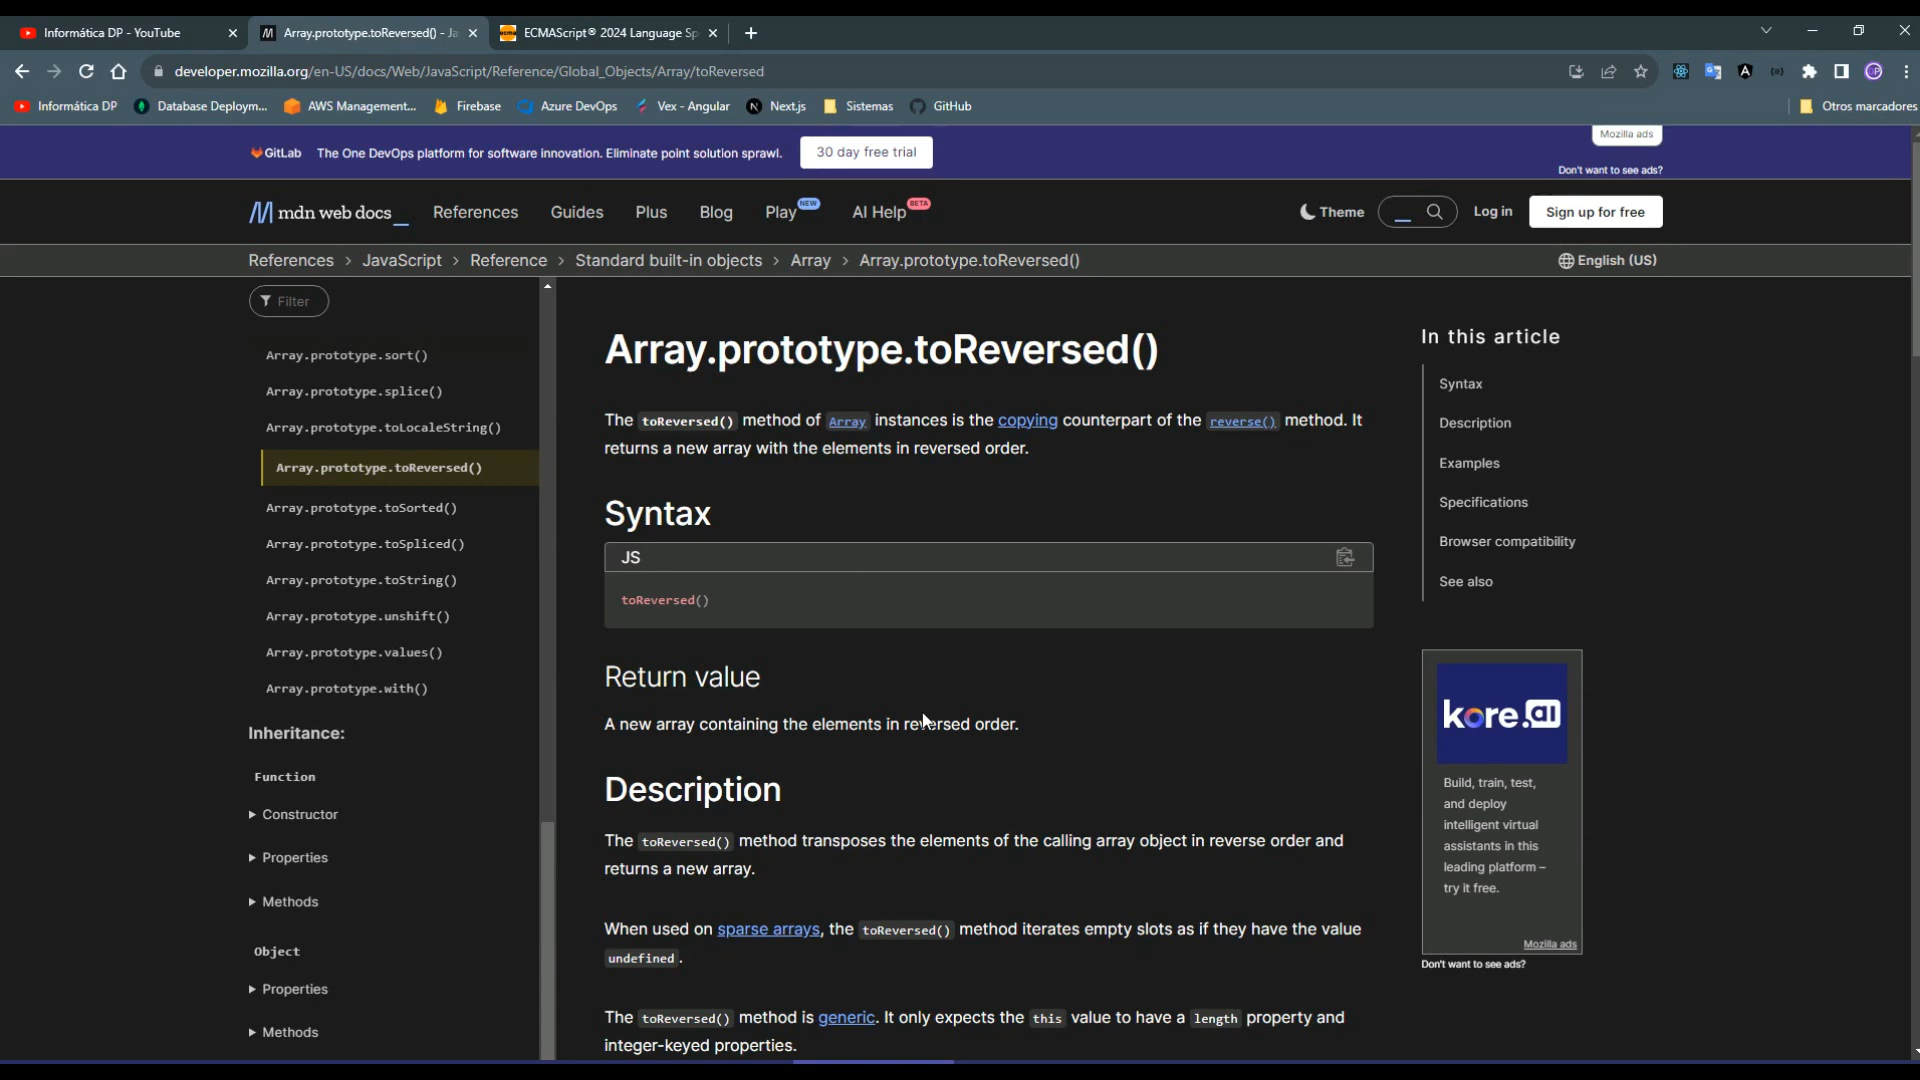 Informática DP - YouTube
Array.prototype.toReversed() - Ja
ECMAScript® 2024 Language Sp
developer.mozilla.org/en-US/docs/Web/JavaScript/Reference/Global_Objects/Array/toReversed
Informática DP
Database Deploym...
AWS Management...
Firebase
Azure DevOps
Vex - Angular
Next.js
Sistemas
GitHub
Otros marcadores
GitLab
The One DevOps platform for software innovation. Eliminate point solution sprawl.
30 day free trial
Mozilla ads
Don't want to see ads?
mdn web docs_
References
Guides
Plus
Blog
Play NEW
AI Help BETA
Theme
Log in
Sign up for free
References > JavaScript > Reference > Standard built-in objects > Array > Array.prototype.toReversed()
English (US)
Filter
Array.prototype.sort()
Array.prototype.splice()
Array.prototype.toLocaleString()
Array.prototype.toReversed()
Array.prototype.toSorted()
Array.prototype.toSpliced()
Array.prototype.toString()
Array.prototype.unshift()
Array.prototype.values()
Array.prototype.with()
Inheritance:
Function
Constructor
Properties
Methods
Object
Properties
Methods
Array.prototype.toReversed()
The toReversed() method of Array instances is the copying counterpart of the reverse() method. It
returns a new array with the elements in reversed order.
Syntax
JS
toReversed()
Return value
A new array containing the elements in reversed order.
Description
The toReversed() method transposes the elements of the calling array object in reverse order and
returns a new array.
When used on sparse arrays, the toReversed() method iterates empty slots as if they have the value
undefined.
The toReversed() method is generic. It only expects the this value to have a length property and
integer-keyed properties.
In this article
Syntax
Description
Examples
Specifications
Browser compatibility
See also
kore.ai
Build, train, test,
and deploy
intelligent virtual
assistants in this
leading platform –
try it free.
Mozilla ads
Don't want to see ads?